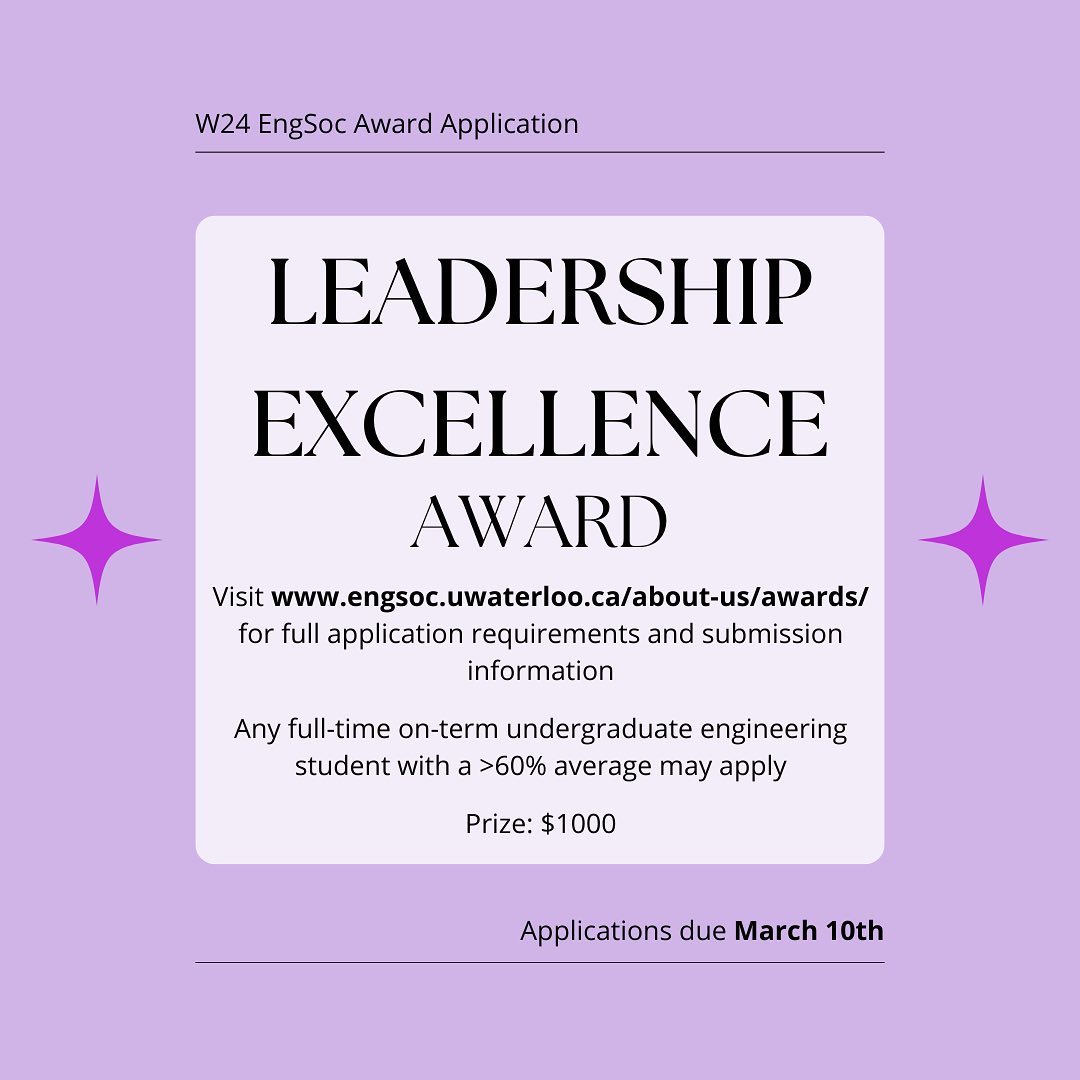 W24 EngSoc Award Application
LEADERSHIP
EXCELLENCE
AWARD
Visit www.engsoc.uwaterloo.ca/about-us/awards/
for full application requirements and submission
information
Any full-time on-term undergraduate engineering
student with a >60% average may apply
Prize: $1000
Applications due March 10th